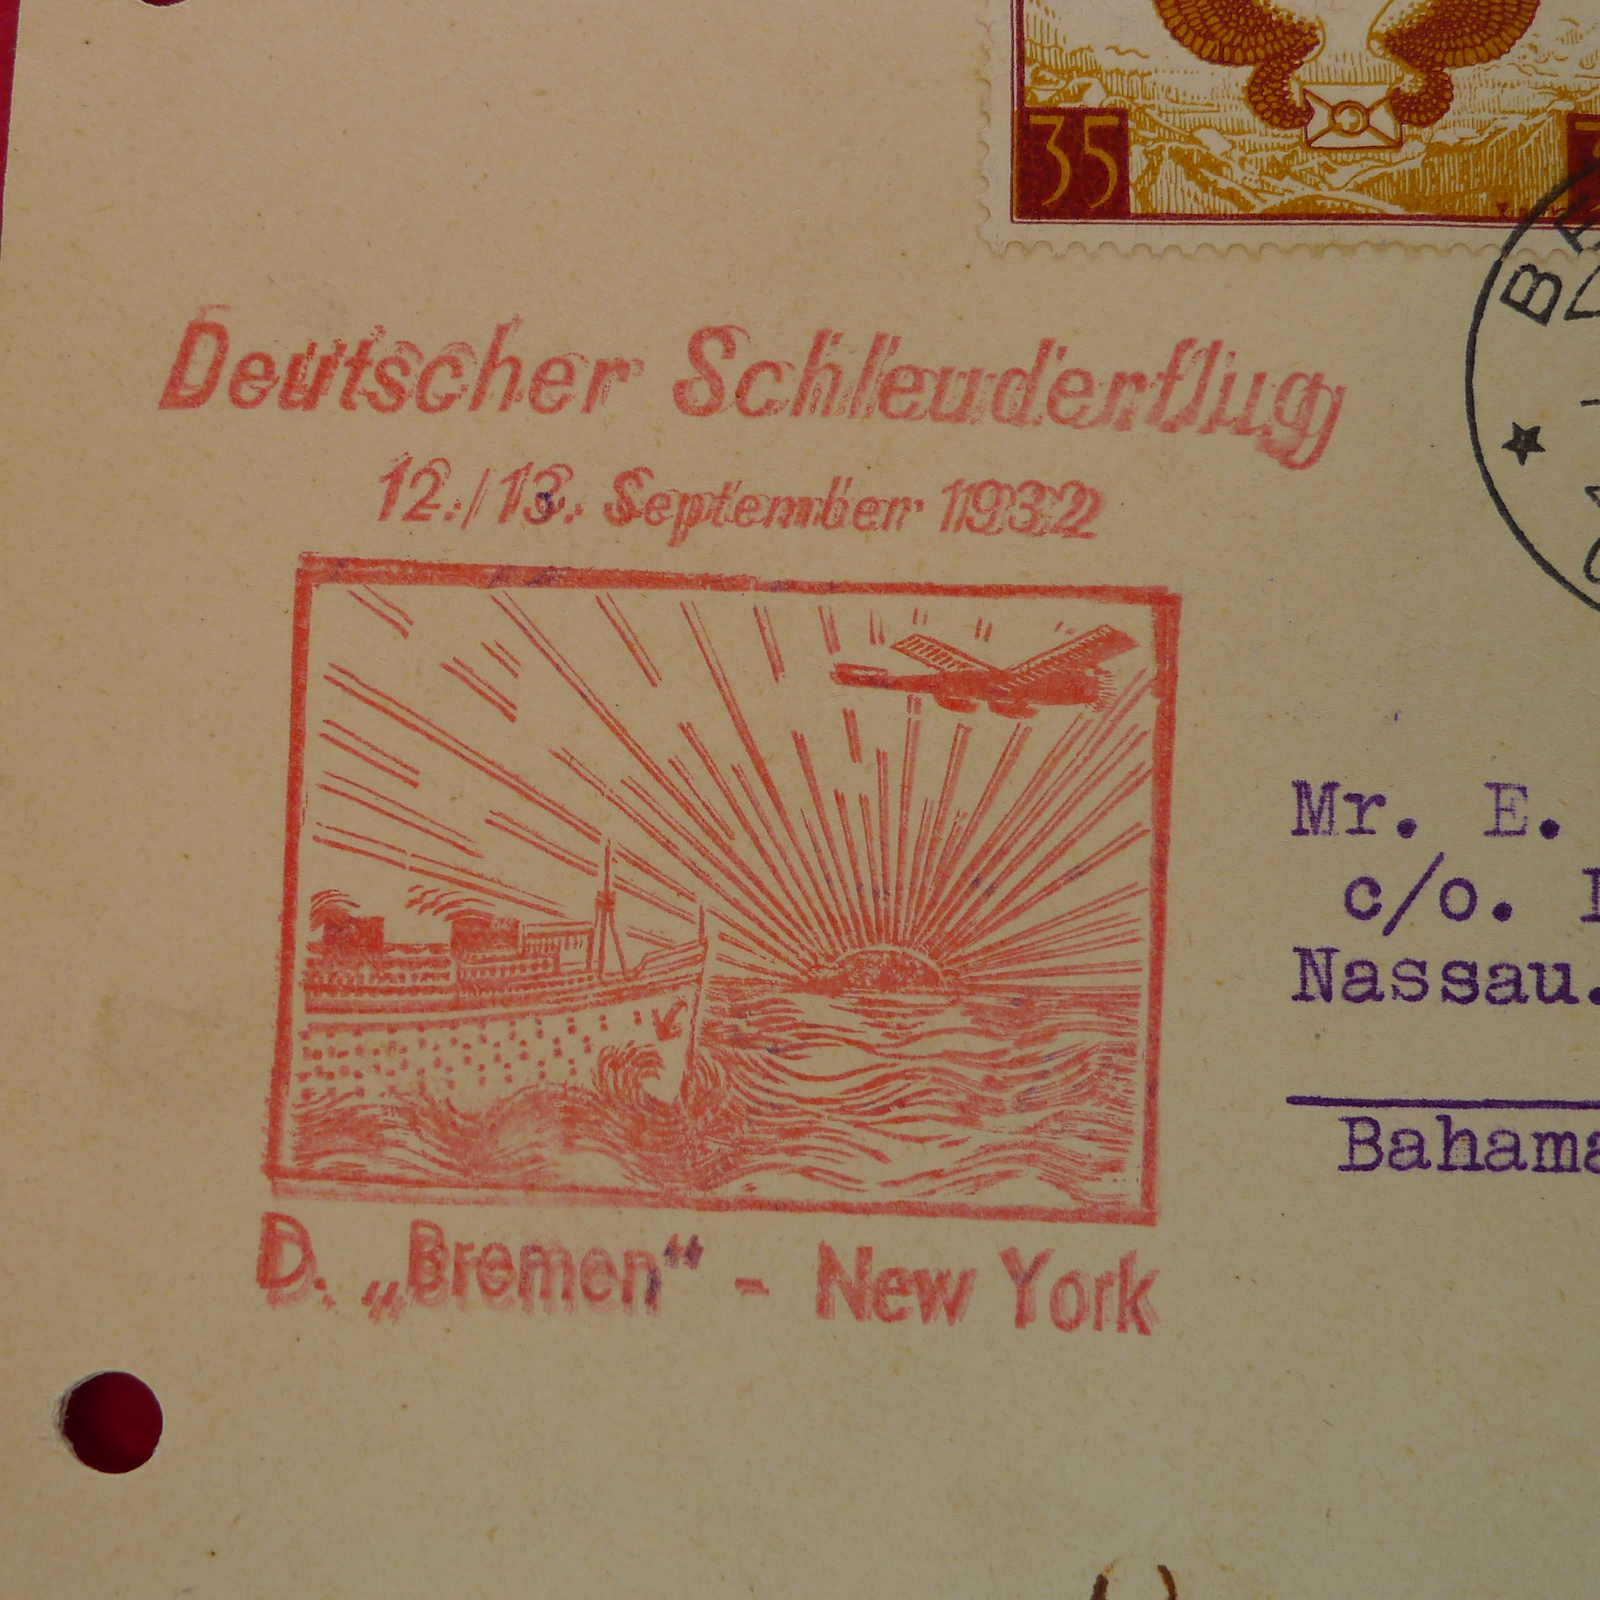 35
Deutscher Schleuderflug
12./13. September 1932
D. „Bremen“ - New York
Mr. E.
c/o.
Nassau.